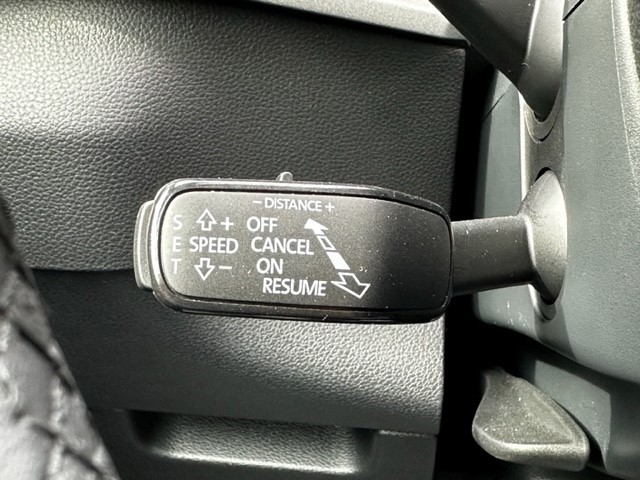 - DISTANCE +
S + OFF
E SPEED CANCEL
T - ON
RESUME